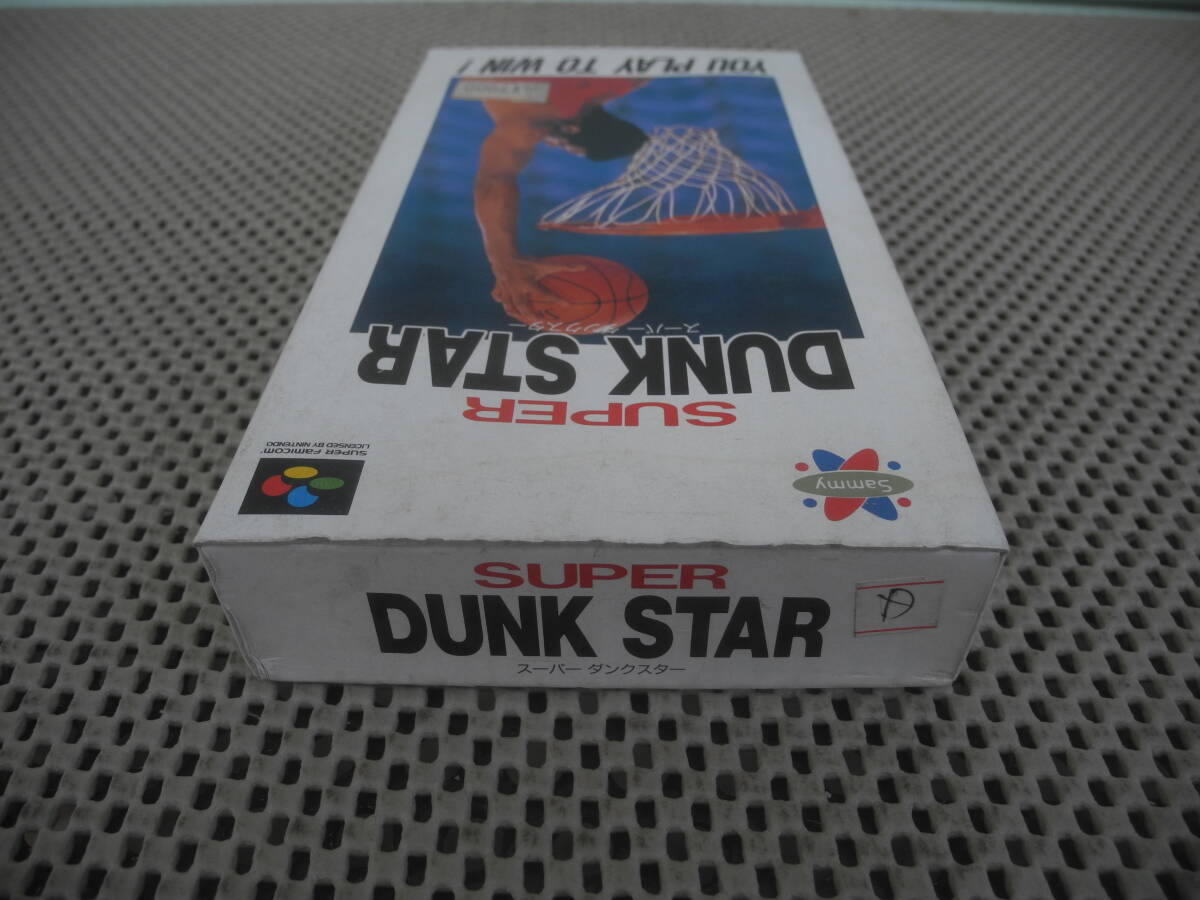 YOU PLAY TO WIN!
スーパー ダンクスター
DUNK STAR
SUPER
SUPER FAMICOM
LICENSED BY NINTENDO
Sammy
SUPER
DUNK STAR
スーパー ダンクスター